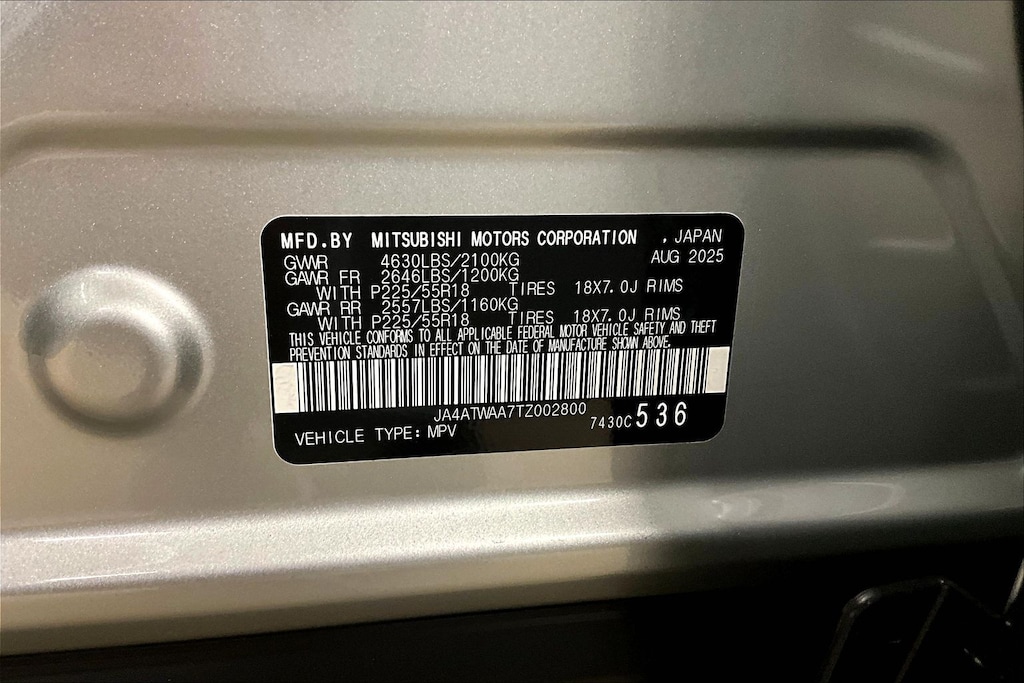 MFD.BY MITSUBISHI MOTORS CORPORATION , JAPAN
GVWR 4630LBS/2100KG AUG 2025
GAWR FR 2646LBS/1200KG
WITH P225/55R18 TIRES 18X7.0J RIMS
GAWR RR 2557LBS/1160KG
WITH P225/55R18 TIRES 18X7.0J RIMS
THIS VEHICLE CONFORMS TO ALL APPLICABLE FEDERAL MOTOR VEHICLE SAFETY AND THEFT
PREVENTION STANDARDS IN EFFECT ON THE DATE OF MANUFACTURE SHOWN ABOVE.
JA4ATWAA7TZ002800
VEHICLE TYPE: MPV 7430C 536